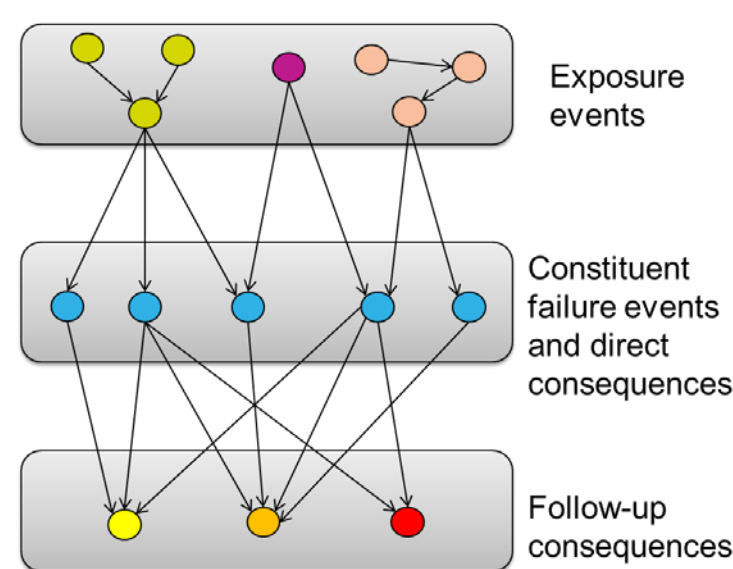 Exposure
events
Constituent
failure events
and direct
consequences
Follow-up
consequences